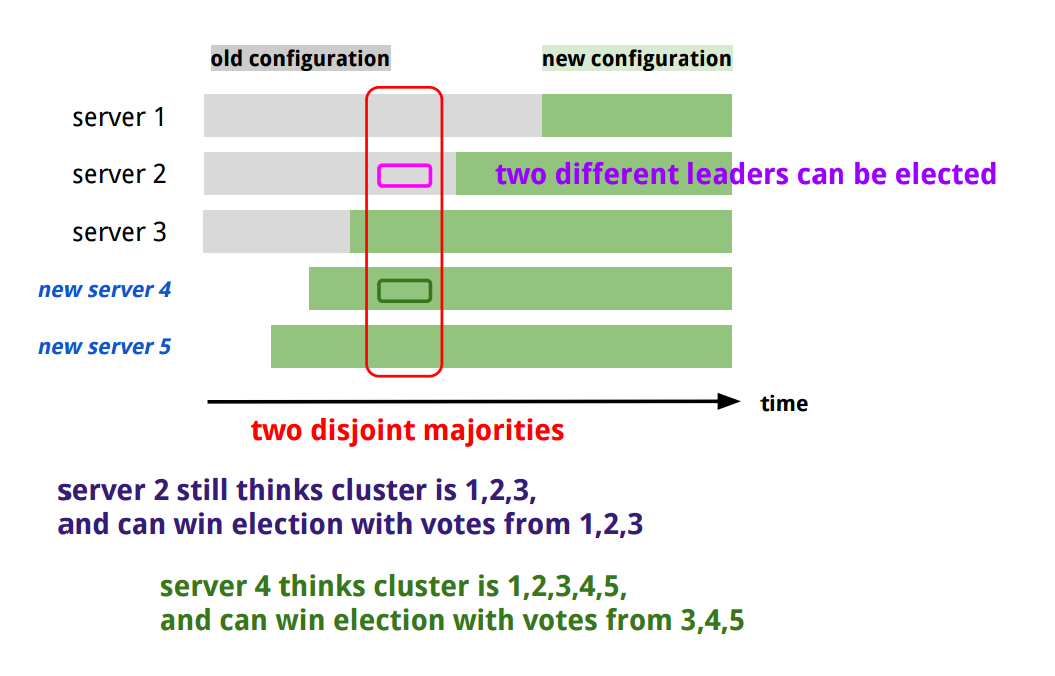 old configuration
new configuration
server 1
server 2
two different leaders can be elected
server 3
new server 4
new server 5
time
two disjoint majorities
server 2 still thinks cluster is 1,2,3,
and can win election with votes from 1,2,3
server 4 thinks cluster is 1,2,3,4,5,
and can win election with votes from 3,4,5